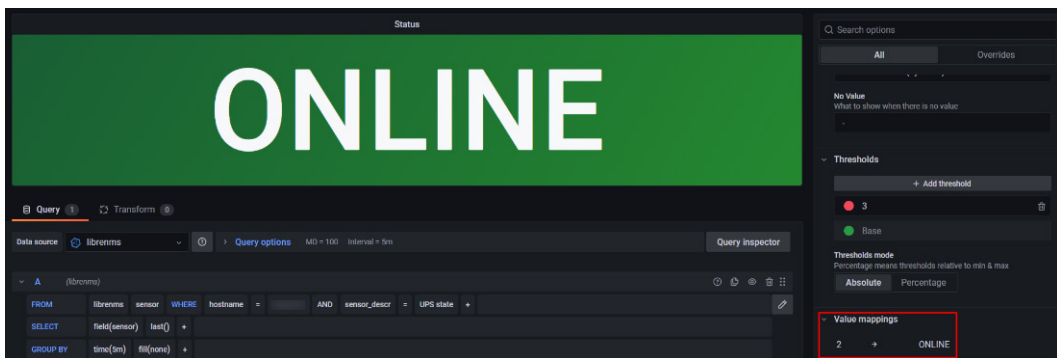 Status
ONLINE
Query 1 Transform 0
Data source librenms Query options MD = 100 Interval = 5m Query inspector
A (librenms)
FROM librenms sensor WHERE hostname = AND sensor_descr = UPS state +
SELECT field(sensor) last() +
GROUP BY time(5m) fill(none) +
Search options
All Overrides
No Value
What to show when there is no value
-
Thresholds
+ Add threshold
3
Base
Thresholds mode
Percentage means thresholds relative to min & max
Absolute Percentage
Value mappings
2 → ONLINE